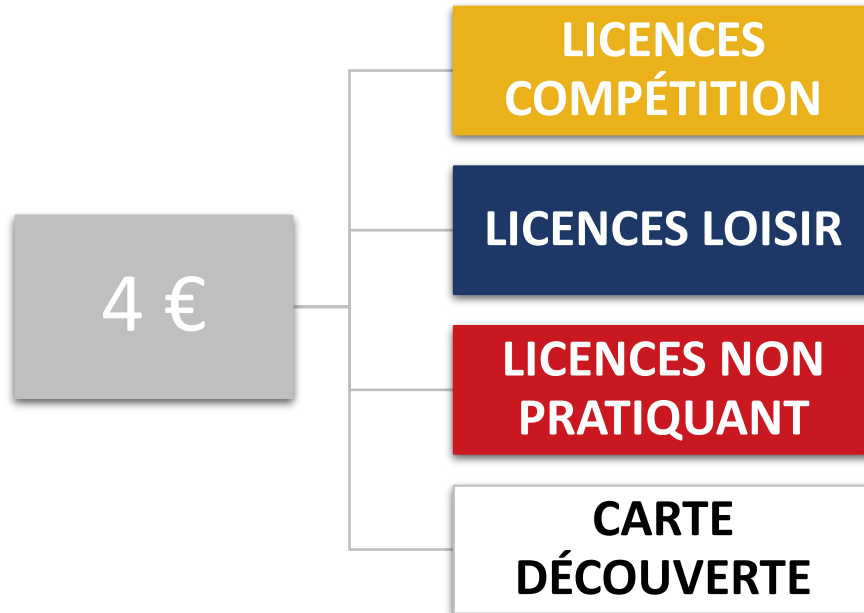 4 €
LICENCES
COMPÉTITION
LICENCES LOISIR
LICENCES NON
PRATIQUANT
CARTE
DÉCOUVERTE